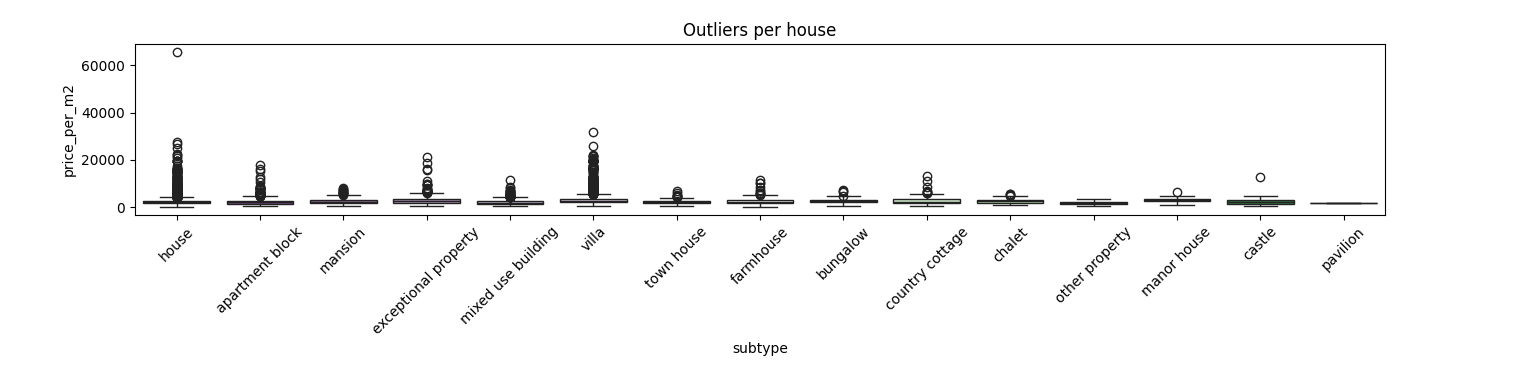 Outliers per house
price_per_m2
60000
40000
20000
0
house
apartment block
mansion
exceptional property
mixed use building
villa
town house
farmhouse
bungalow
country cottage
chalet
other property
manor house
castle
pavilion
subtype